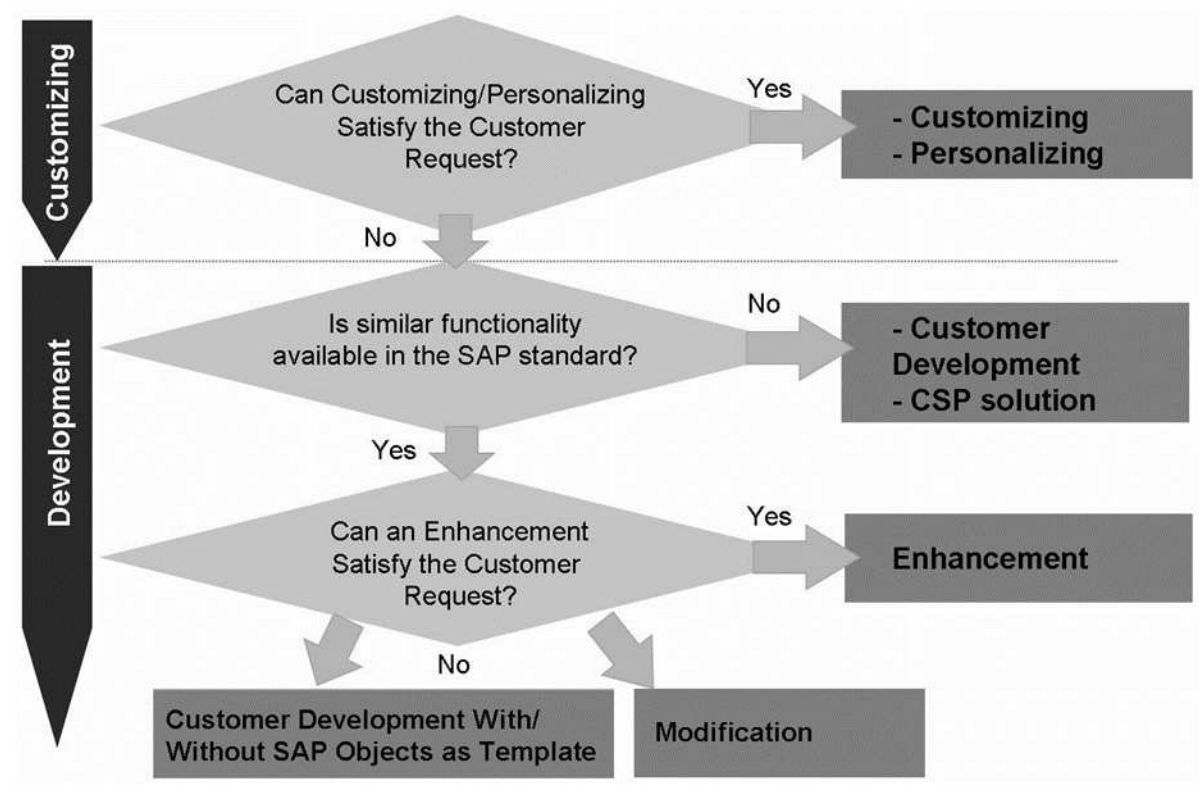 Customizing
Can Customizing/Personalizing
Satisfy the Customer
Request?
Yes
- Customizing
- Personalizing
No
Development
Is similar functionality
available in the SAP standard?
No
- Customer
Development
- CSP solution
Yes
Can an Enhancement
Satisfy the Customer
Request?
Yes
Enhancement
No
Customer Development With/
Without SAP Objects as Template
Modification